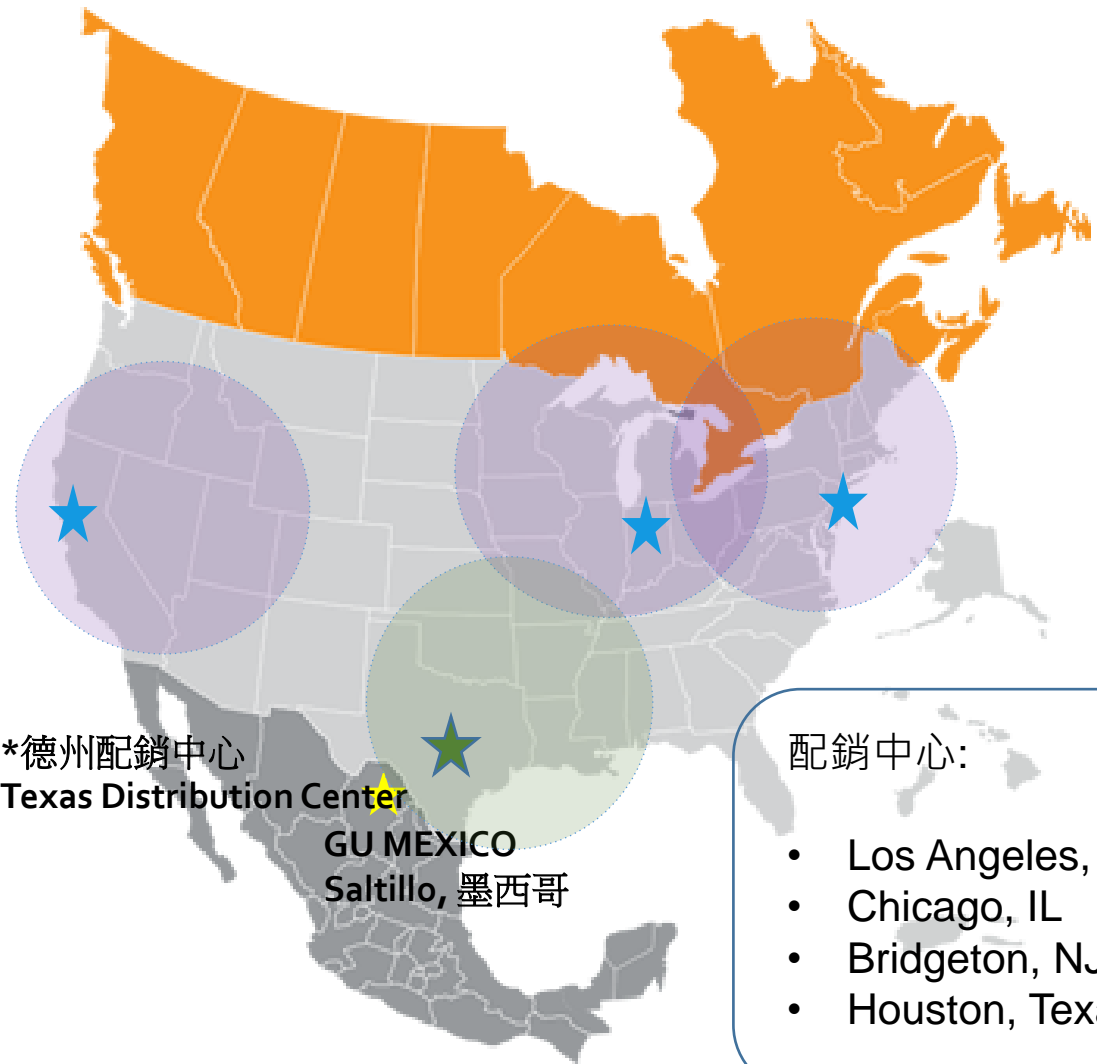 *德州配銷中心
Texas Distribution Center
GU MEXICO
Saltillo, 墨西哥
配銷中心:
• Los Angeles,
• Chicago, IL
• Bridgeton, NJ
• Houston,